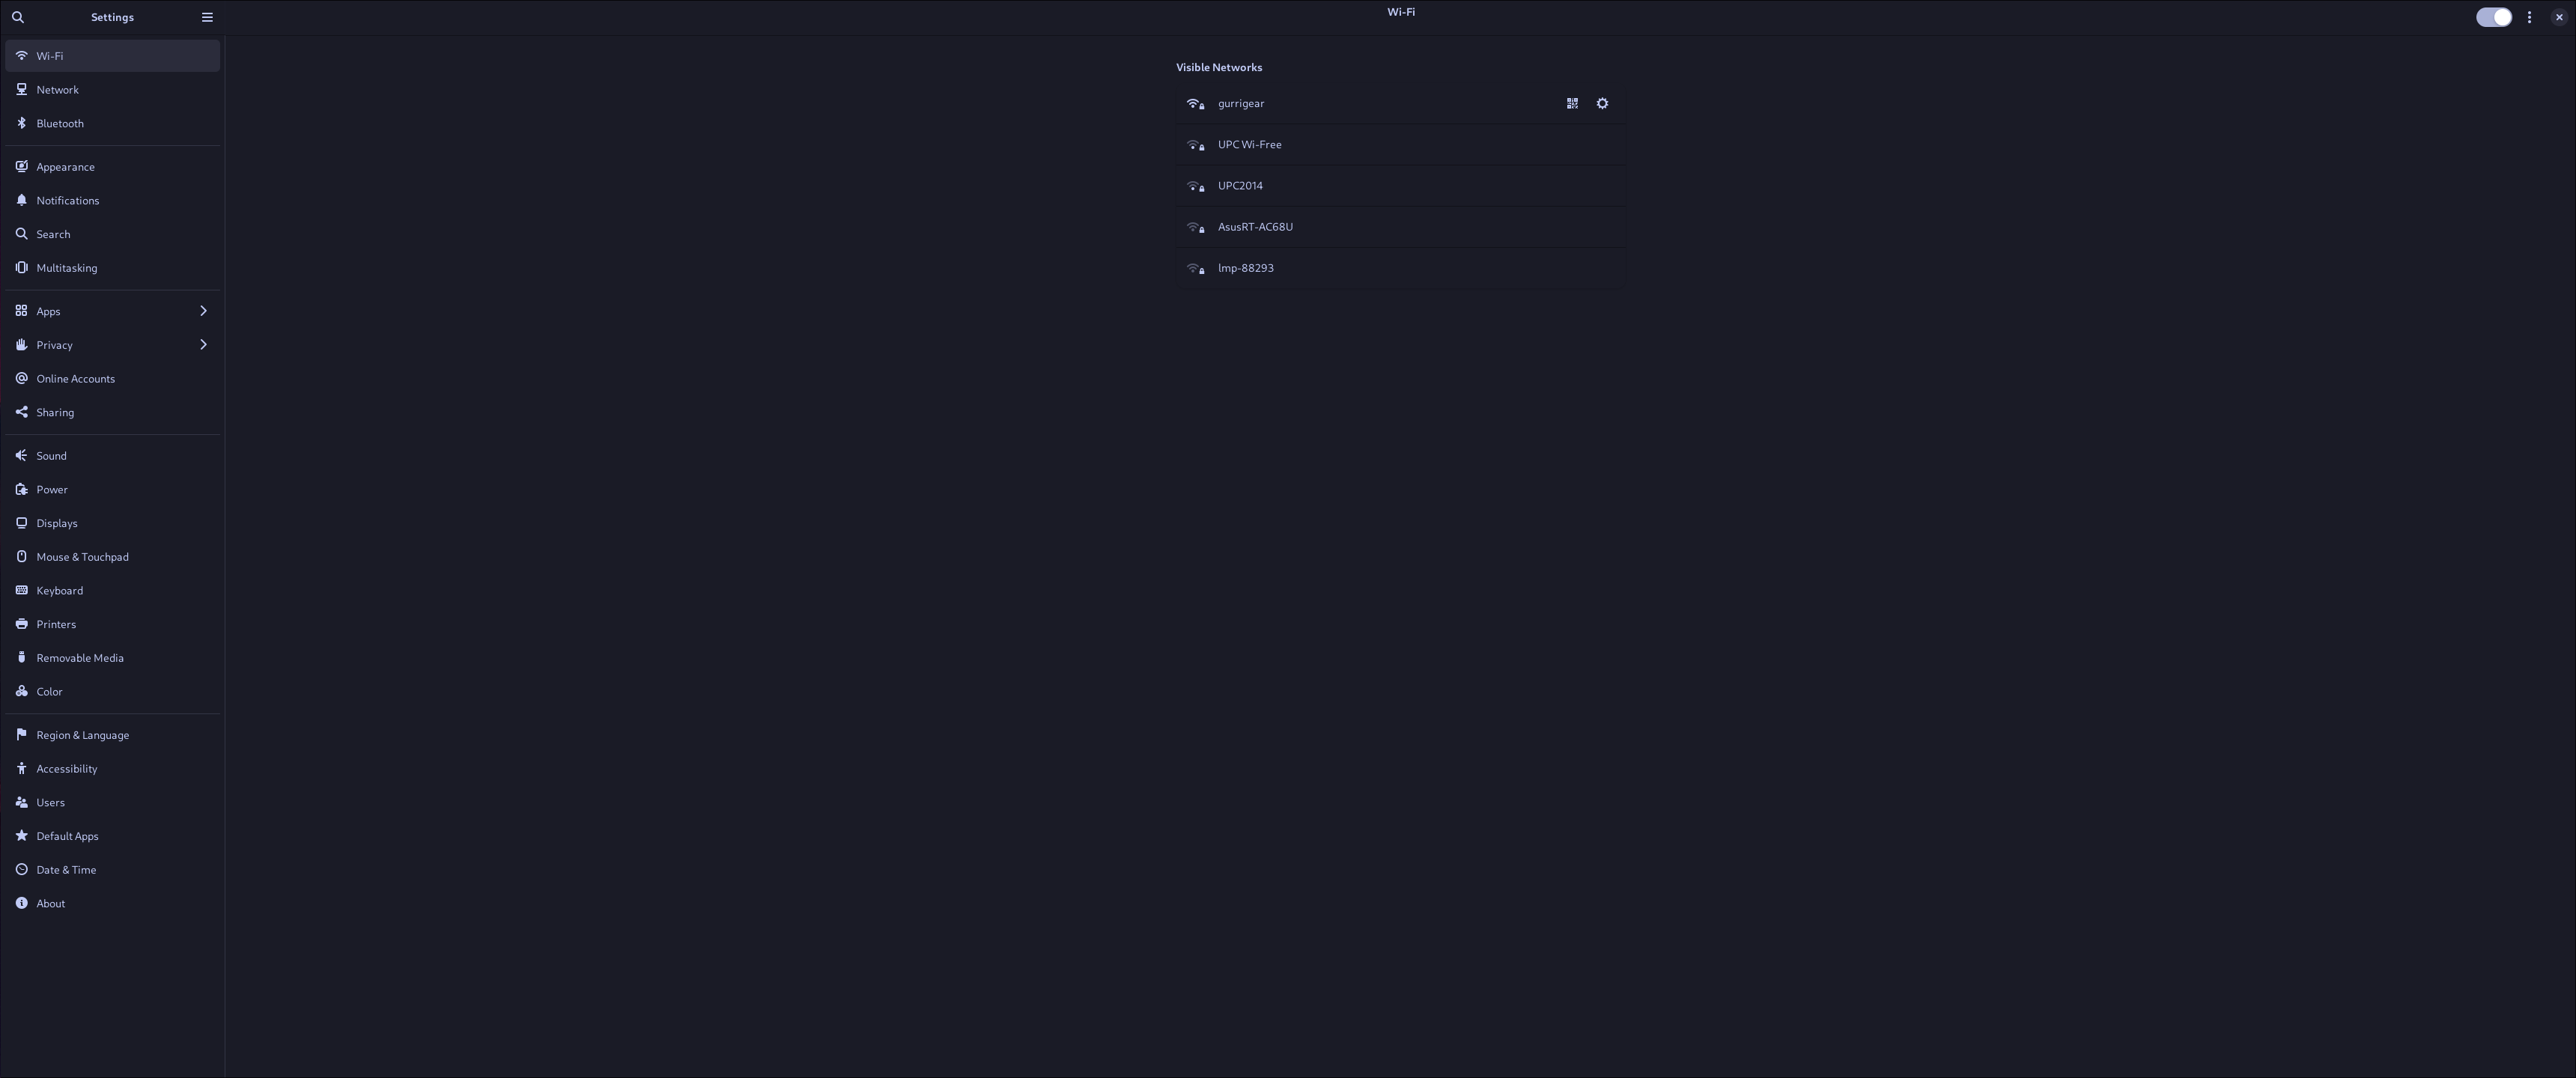 Settings
Wi-Fi
Network
Bluetooth
Appearance
Notifications
Search
Multitasking
Apps
Privacy
Online Accounts
Sharing
Sound
Power
Displays
Mouse & Touchpad
Keyboard
Printers
Removable Media
Color
Region & Language
Accessibility
Users
Default Apps
Date & Time
About
Wi-Fi
Visible Networks
gurrigear
UPC Wi-Free
UPC2014
AsusRT-AC68U
lmp-88293